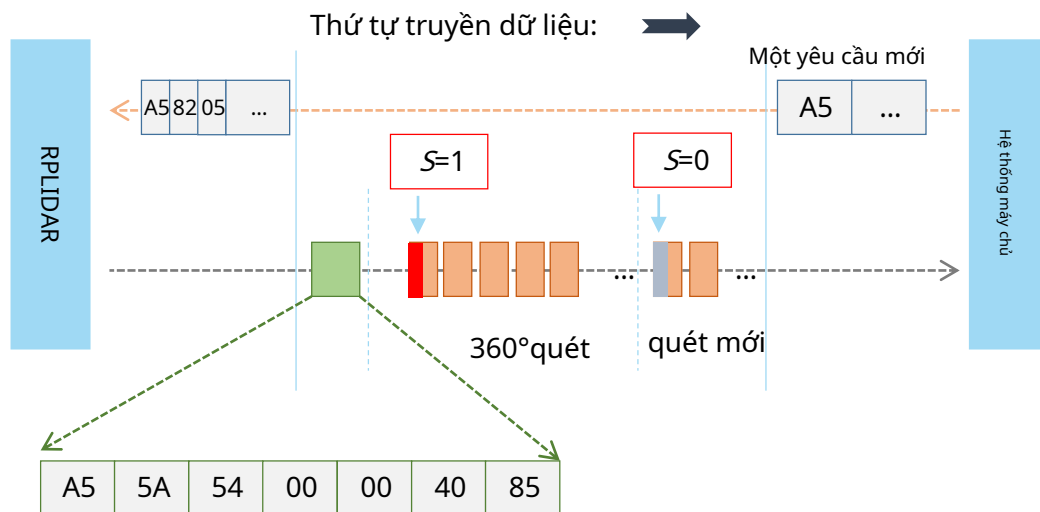 Thứ tự truyền dữ liệu:
Một yêu cầu mới
A5 82 05 ...
A5 ...
RPLIDAR
Hệ thống máy chủ
S=1
S=0
...
...
360°quét
quét mới
A5 5A 54 00 00 40 85